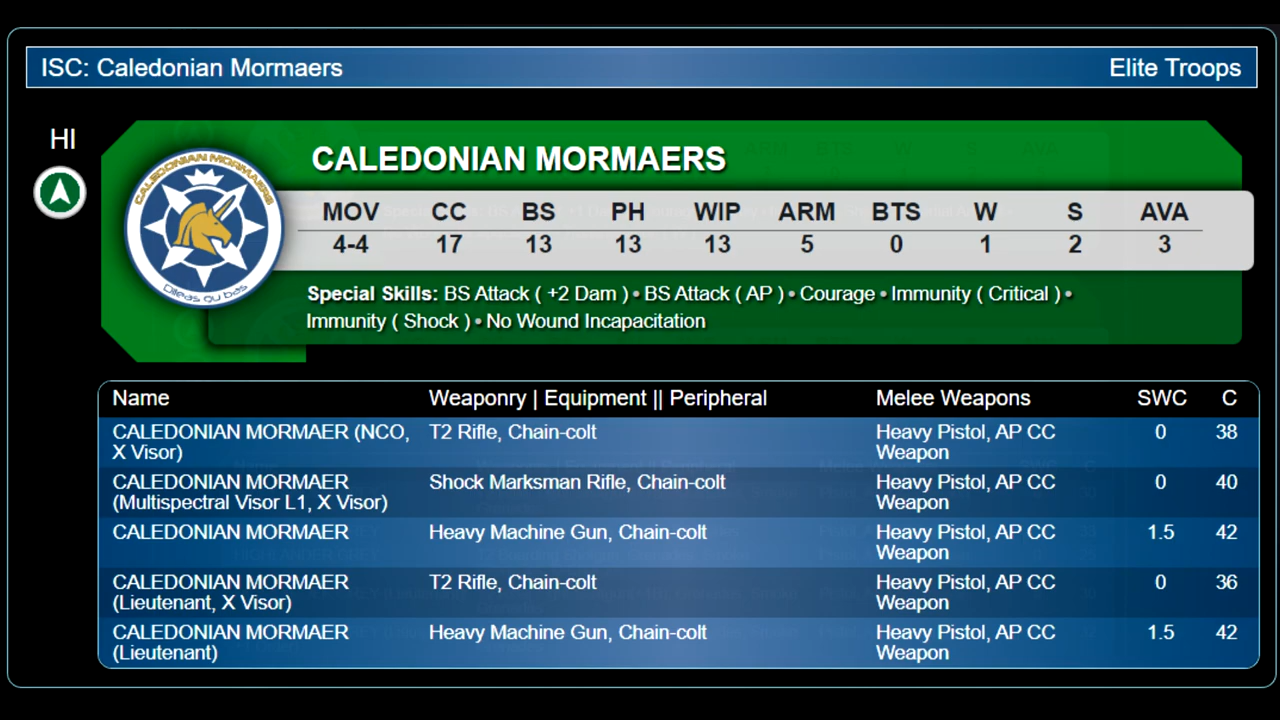 ISC: Caledonian Mormaers Elite Troops
HI
CALEDONIAN MORMAERS
CALEDONIAN MORMAERS
MOV CC BS PH WIP ARM BTS W S AVA
4-4 17 13 13 13 5 0 1 2 3
Dileas gu bás
Special Skills: BS Attack ( +2 Dam ) • BS Attack ( AP ) • Courage • Immunity ( Critical ) •
Immunity ( Shock ) • No Wound Incapacitation
Name Weaponry | Equipment || Peripheral Melee Weapons SWC C
CALEDONIAN MORMAER (NCO, T2 Rifle, Chain-colt Heavy Pistol, AP CC 0 38
X Visor) Weapon
CALEDONIAN MORMAER Shock Marksman Rifle, Chain-colt Heavy Pistol, AP CC 0 40
(Multispectral Visor L1, X Visor) Weapon
CALEDONIAN MORMAER Heavy Machine Gun, Chain-colt Heavy Pistol, AP CC 1.5 42
Weapon
CALEDONIAN MORMAER T2 Rifle, Chain-colt Heavy Pistol, AP CC 0 36
(Lieutenant, X Visor) Weapon
CALEDONIAN MORMAER Heavy Machine Gun, Chain-colt Heavy Pistol, AP CC 1.5 42
(Lieutenant) Weapon